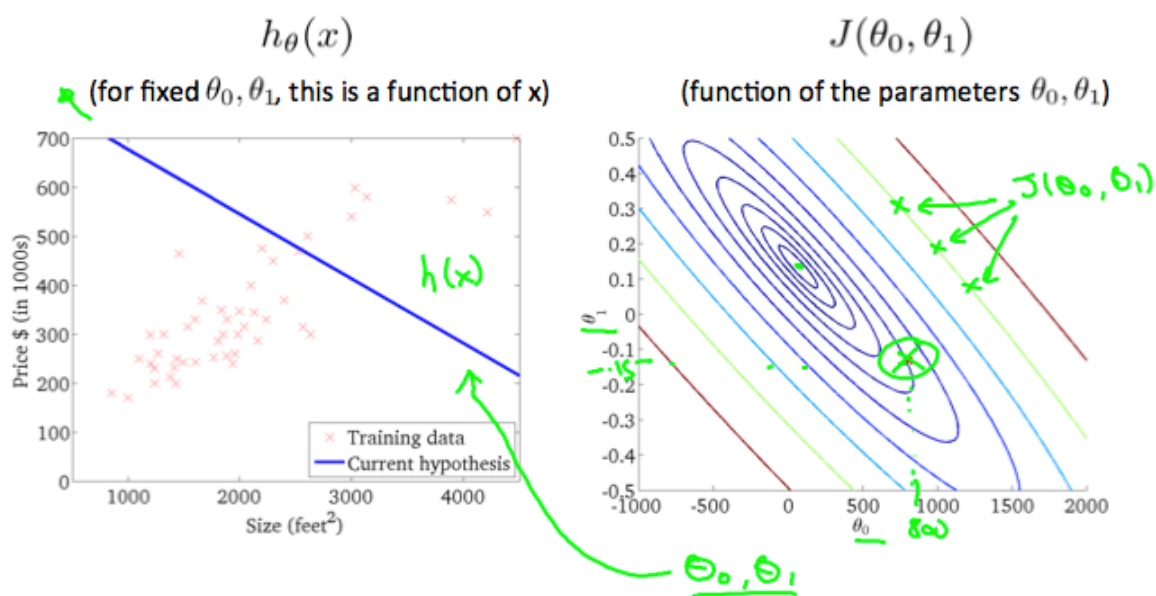 h_θ(x)
(for fixed θ₀, θ₁, this is a function of x)
700
600
500
400
300
200
100
0
Price $ (in 1000s)
h(x)
× Training data
Current hypothesis
1000 2000 3000 4000
Size (feet²)
J(θ₀, θ₁)
(function of the parameters θ₀, θ₁)
0.5
0.4
0.3
0.2
0.1
0
-0.1
-0.2
-0.3
-0.4
-0.5
θ₁
-.15
J(θ₀, θ₁)
-1000 -500 0 500 1000 1500 2000
θ₀
800
θ₀, θ₁